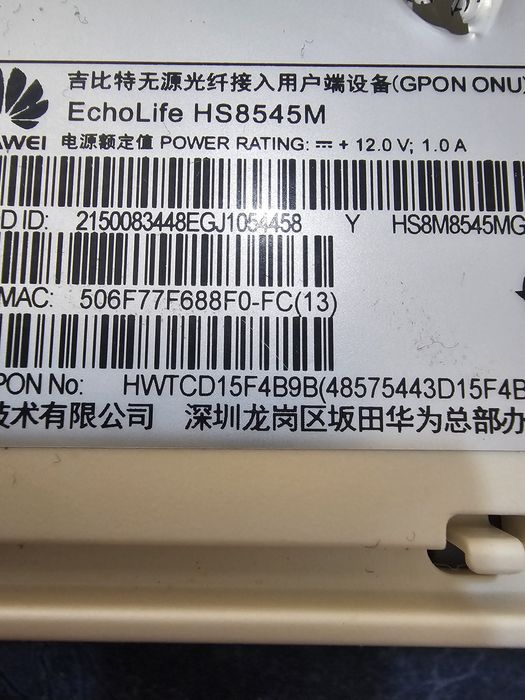 吉比特无源光纤接入用户端设备(GPON ONU)
EchoLife HS8545M
AWEI 电源额定值 POWER RATING: ⎓ + 12.0 V; 1.0 A
D ID: 2150083448EGJ1054458 Y HS8M8545MG
MAC: 506F77F688F0-FC(13)
PON No: HWTCD15F4B9B(48575443D15F4B
技术有限公司 深圳龙岗区坂田华为总部办